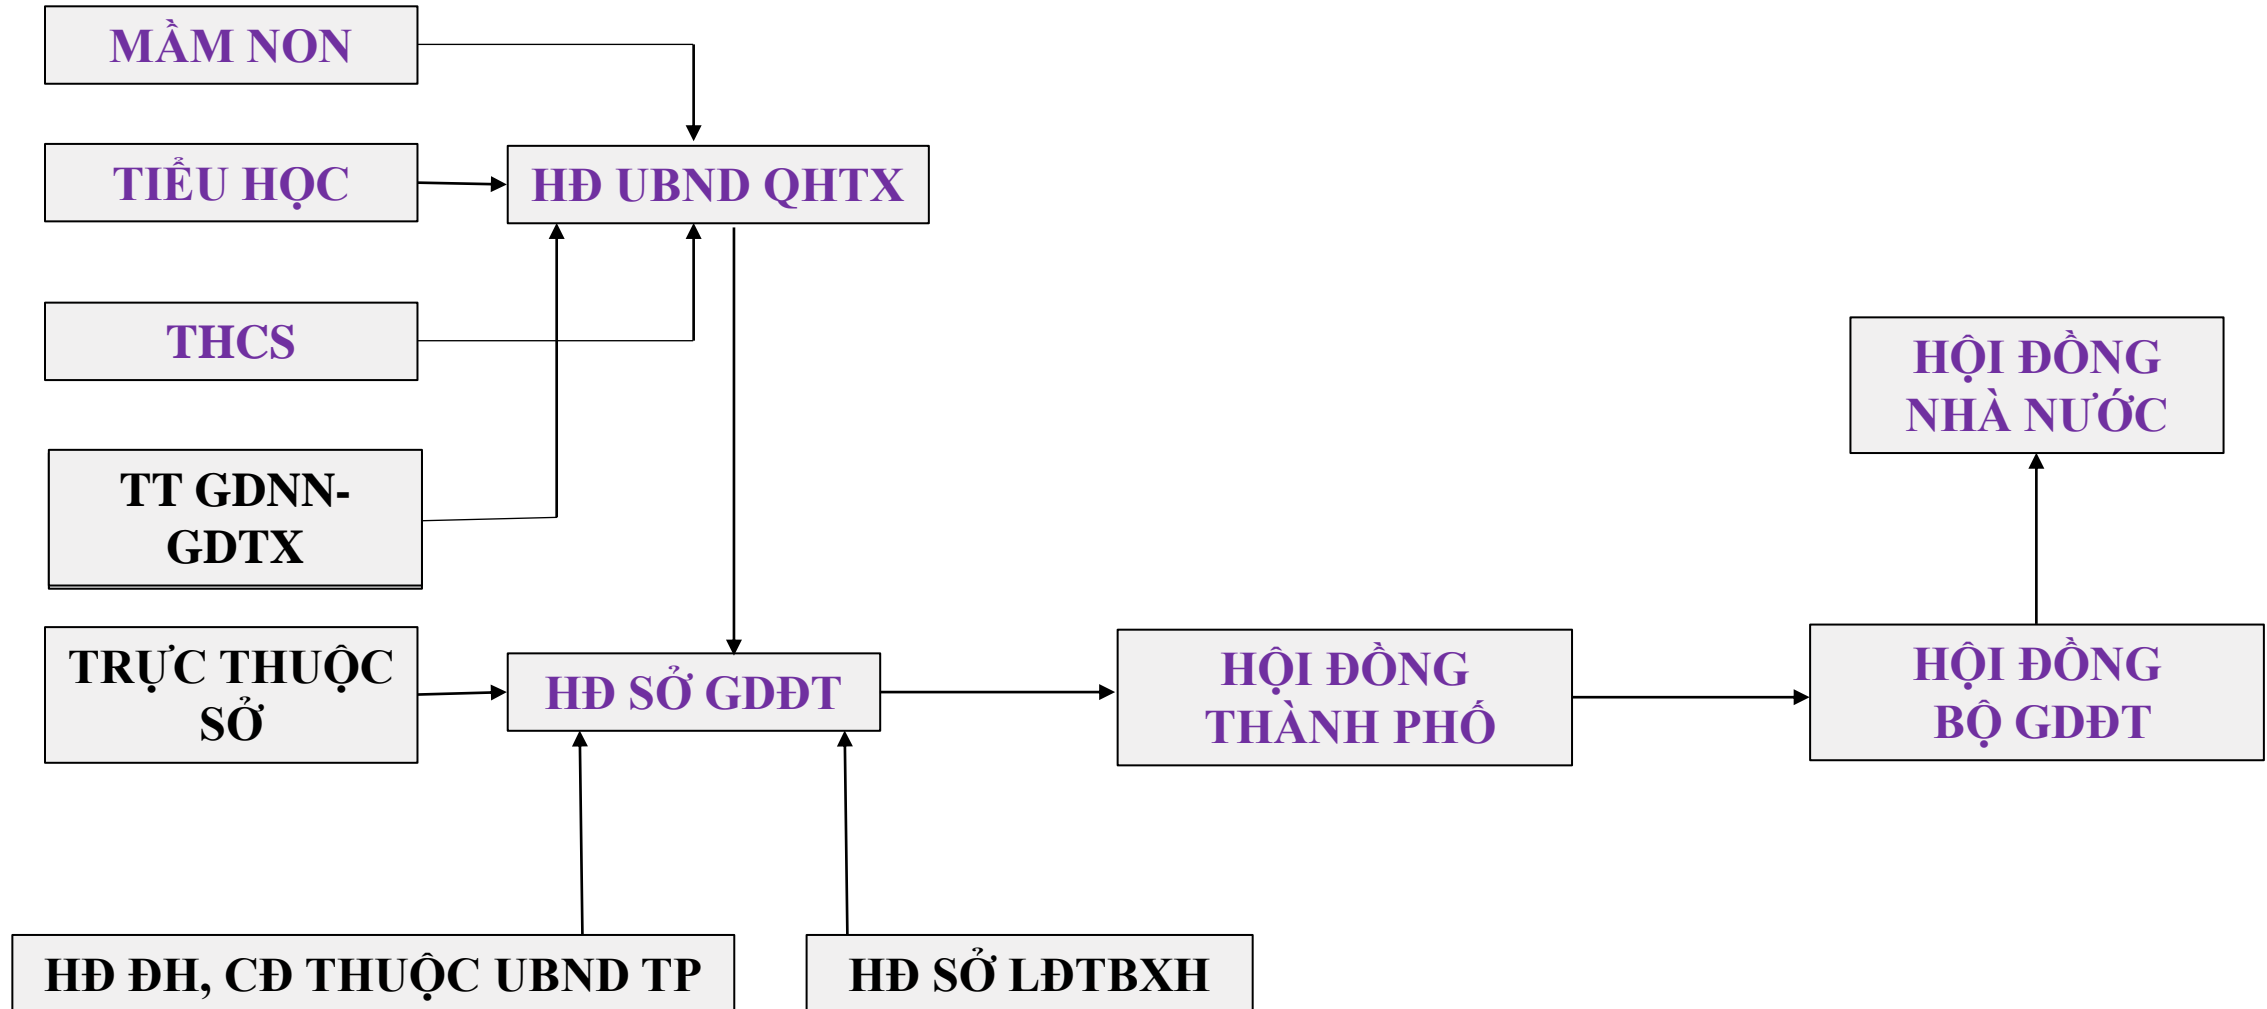 MẦM NON
TIỂU HỌC
HĐ UBND QHTX
THCS
HỘI ĐỒNG
NHÀ NƯỚC
TT GDNN-
GDTX
TRỰC THUỘC
SỞ
HĐ SỞ GDĐT
HỘI ĐỒNG
THÀNH PHỐ
HỘI ĐỒNG
BỘ GDĐT
HĐ ĐH, CĐ THUỘC UBND TP
HĐ SỞ LĐTBXH